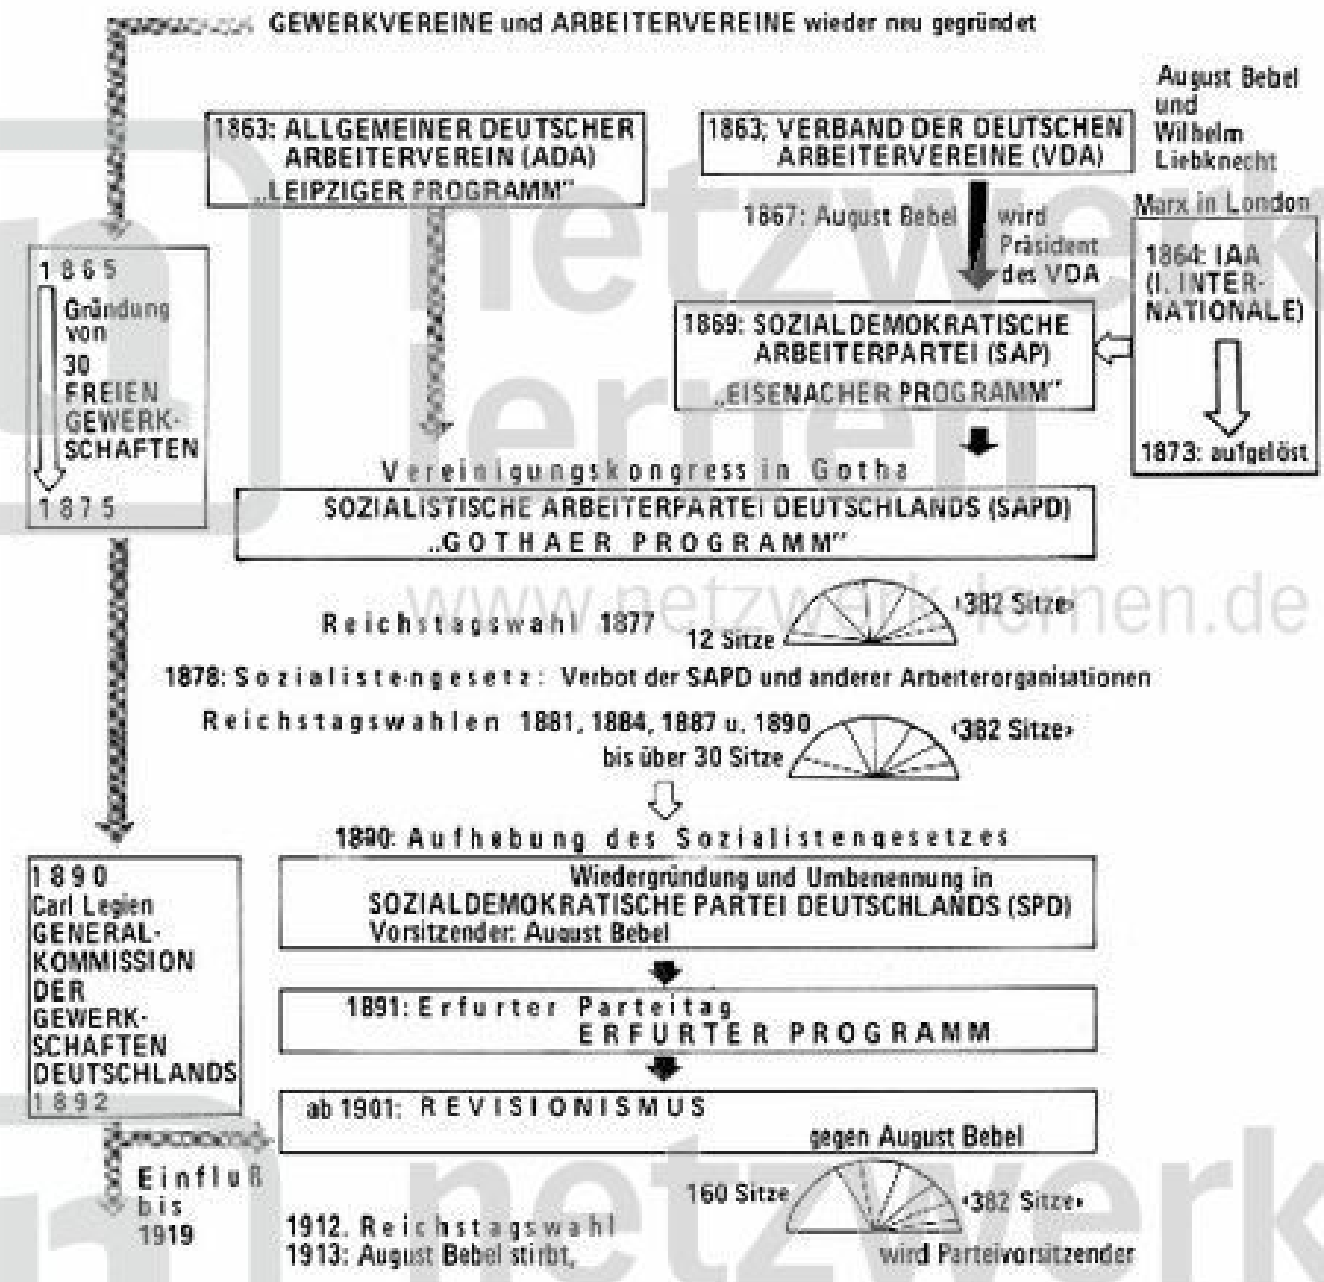 GEWERKVEREINE und ARBEITERVEREINE wieder neu gegründet
August Bebel
und
Wilhelm
Liebknecht
Marx in London
1863: ALLGEMEINER DEUTSCHER
ARBEITERVEREIN (ADA)
„LEIPZIGER PROGRAMM"
1863: VERBAND DER DEUTSCHEN
ARBEITERVEREINE (VDA)
1867: August Bebel wird
Präsident
des VDA
1864: IAA
(I. INTER-
NATIONALE)
1873: aufgelöst
1865
Gründung
von
30
FREIEN
GEWERK-
SCHAFTEN
1875
1869: SOZIALDEMOKRATISCHE
ARBEITERPARTEI (SAP)
„EISENACHER PROGRAMM"
Vereinigungskongress in Gotha
SOZIALISTISCHE ARBEITERPARTEI DEUTSCHLANDS (SAPD)
„GOTHAER PROGRAMM"
Reichstagswahl 1877
12 Sitze
‹382 Sitze›
1878: Sozialistengesetz: Verbot der SAPD und anderer Arbeiterorganisationen
Reichstagswahlen 1881, 1884, 1887 u. 1890
bis über 30 Sitze
‹382 Sitze›
1890: Aufhebung des Sozialistengesetzes
Wiedergründung und Umbenennung in
SOZIALDEMOKRATISCHE PARTEI DEUTSCHLANDS (SPD)
Vorsitzender: August Bebel
1890
Carl Legien
GENERAL-
KOMMISSION
DER
GEWERK-
SCHAFTEN
DEUTSCHLANDS
1892
1891: Erfurter Parteitag
ERFURTER PROGRAMM
ab 1901: REVISIONISMUS
gegen August Bebel
Einfluß
bis
1919
160 Sitze
‹382 Sitze›
1912. Reichstagswahl
1913: August Bebel stirbt, wird Parteivorsitzender
netzwerk
lernen
www.netzwerk-lernen.de
netzwerk